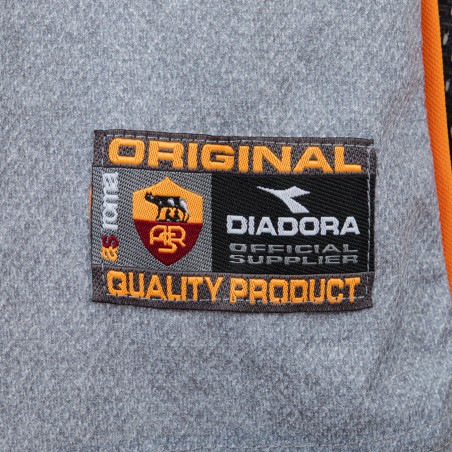 ORIGINAL
as roma
ASR
DIADORA
OFFICIAL
SUPPLIER
QUALITY PRODUCT